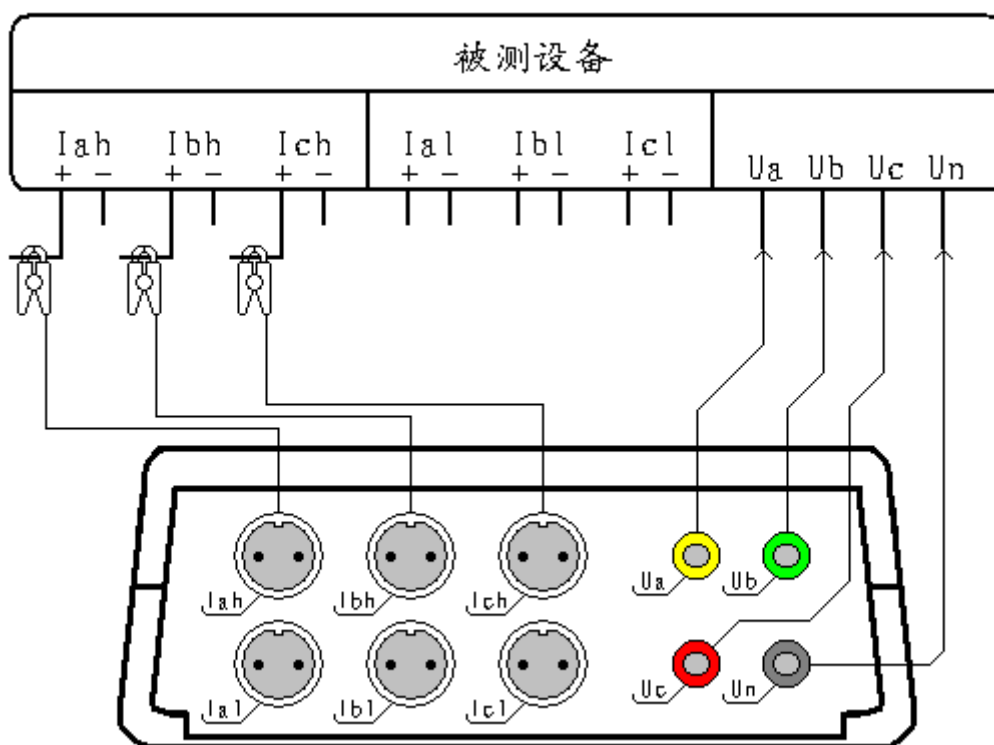 被测设备
Iah Ibh Ich Ial Ibl Icl Ua Ub Uc Un
+ − + − + − + − + − + −
Ua Ub
Iah Ibh Ich
Uc Un
Ial Ibl Icl